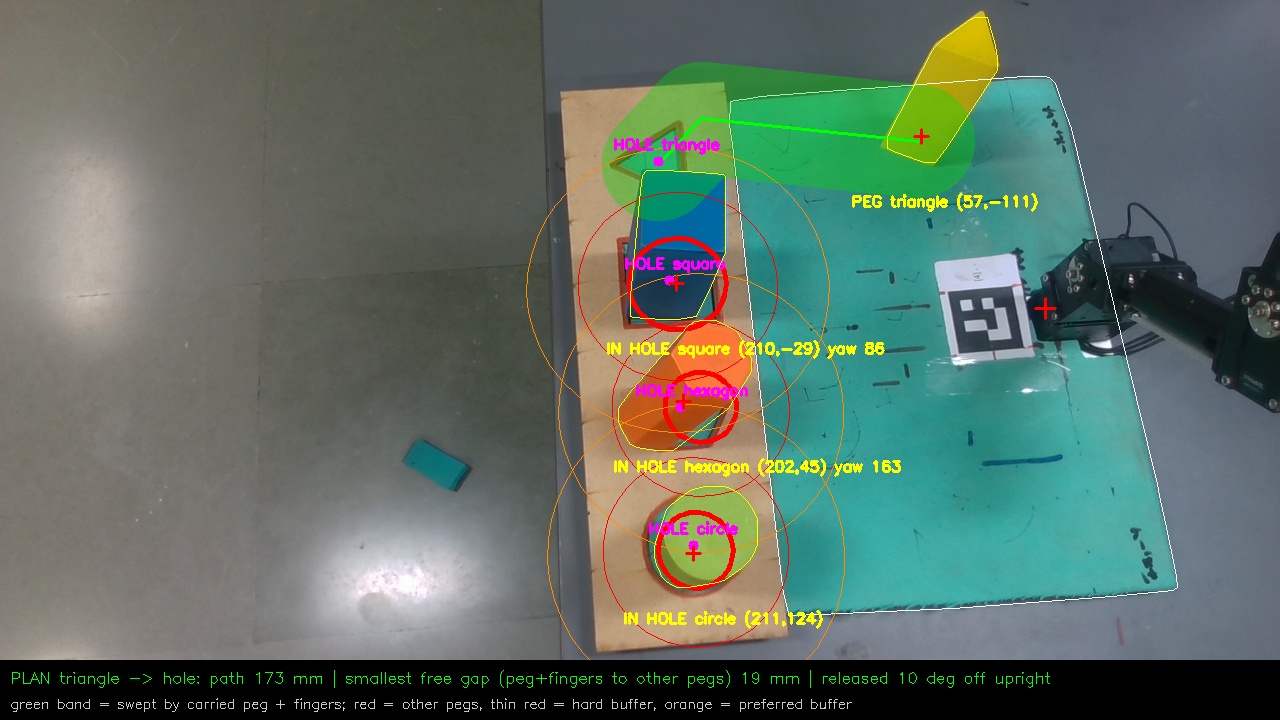 HOLE triangle
PEG triangle (57,-111)
HOLE square
IN HOLE square (210,-29) yaw 86
HOLE hexagon
IN HOLE hexagon (202,45) yaw 163
HOLE circle
IN HOLE circle (211,124)
PLAN triangle -> hole: path 173 mm | smallest free gap (peg+fingers to other pegs) 19 mm | released 10 deg off upright
green band = swept by carried peg + fingers; red = other pegs, thin red = hard buffer, orange = preferred buffer